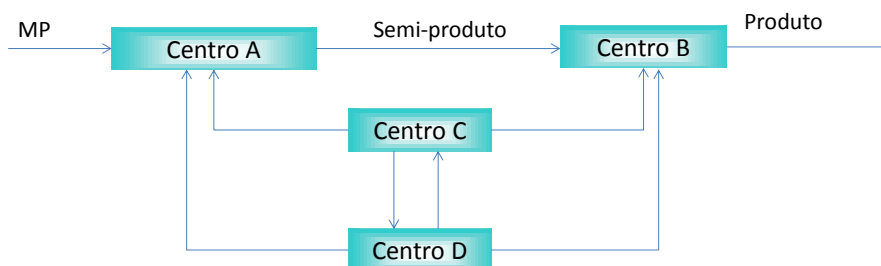 MP
Centro A
Semi-produto
Centro B
Produto
Centro C
Centro D